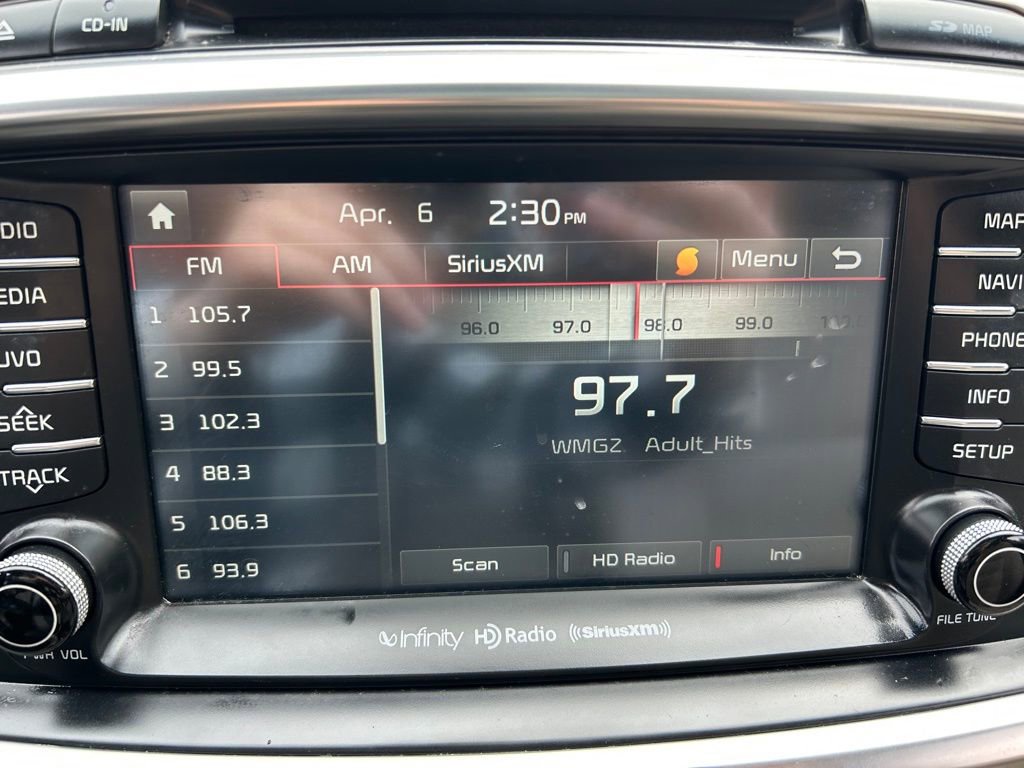 CD-IN
SD MAP
Apr. 6 2:30 PM
FM AM SiriusXM Menu
1 105.7
2 99.5
3 102.3
4 88.3
5 106.3
6 93.9
96.0 97.0 98.0 99.0
97.7
WMGZ Adult_Hits
Scan HD Radio Info
DIO
EDIA
UVO
SEEK
TRACK
VOL
MAP
NAVI
PHONE
INFO
SETUP
FILE TUNE
Infinity HD Radio ((SiriusXM))